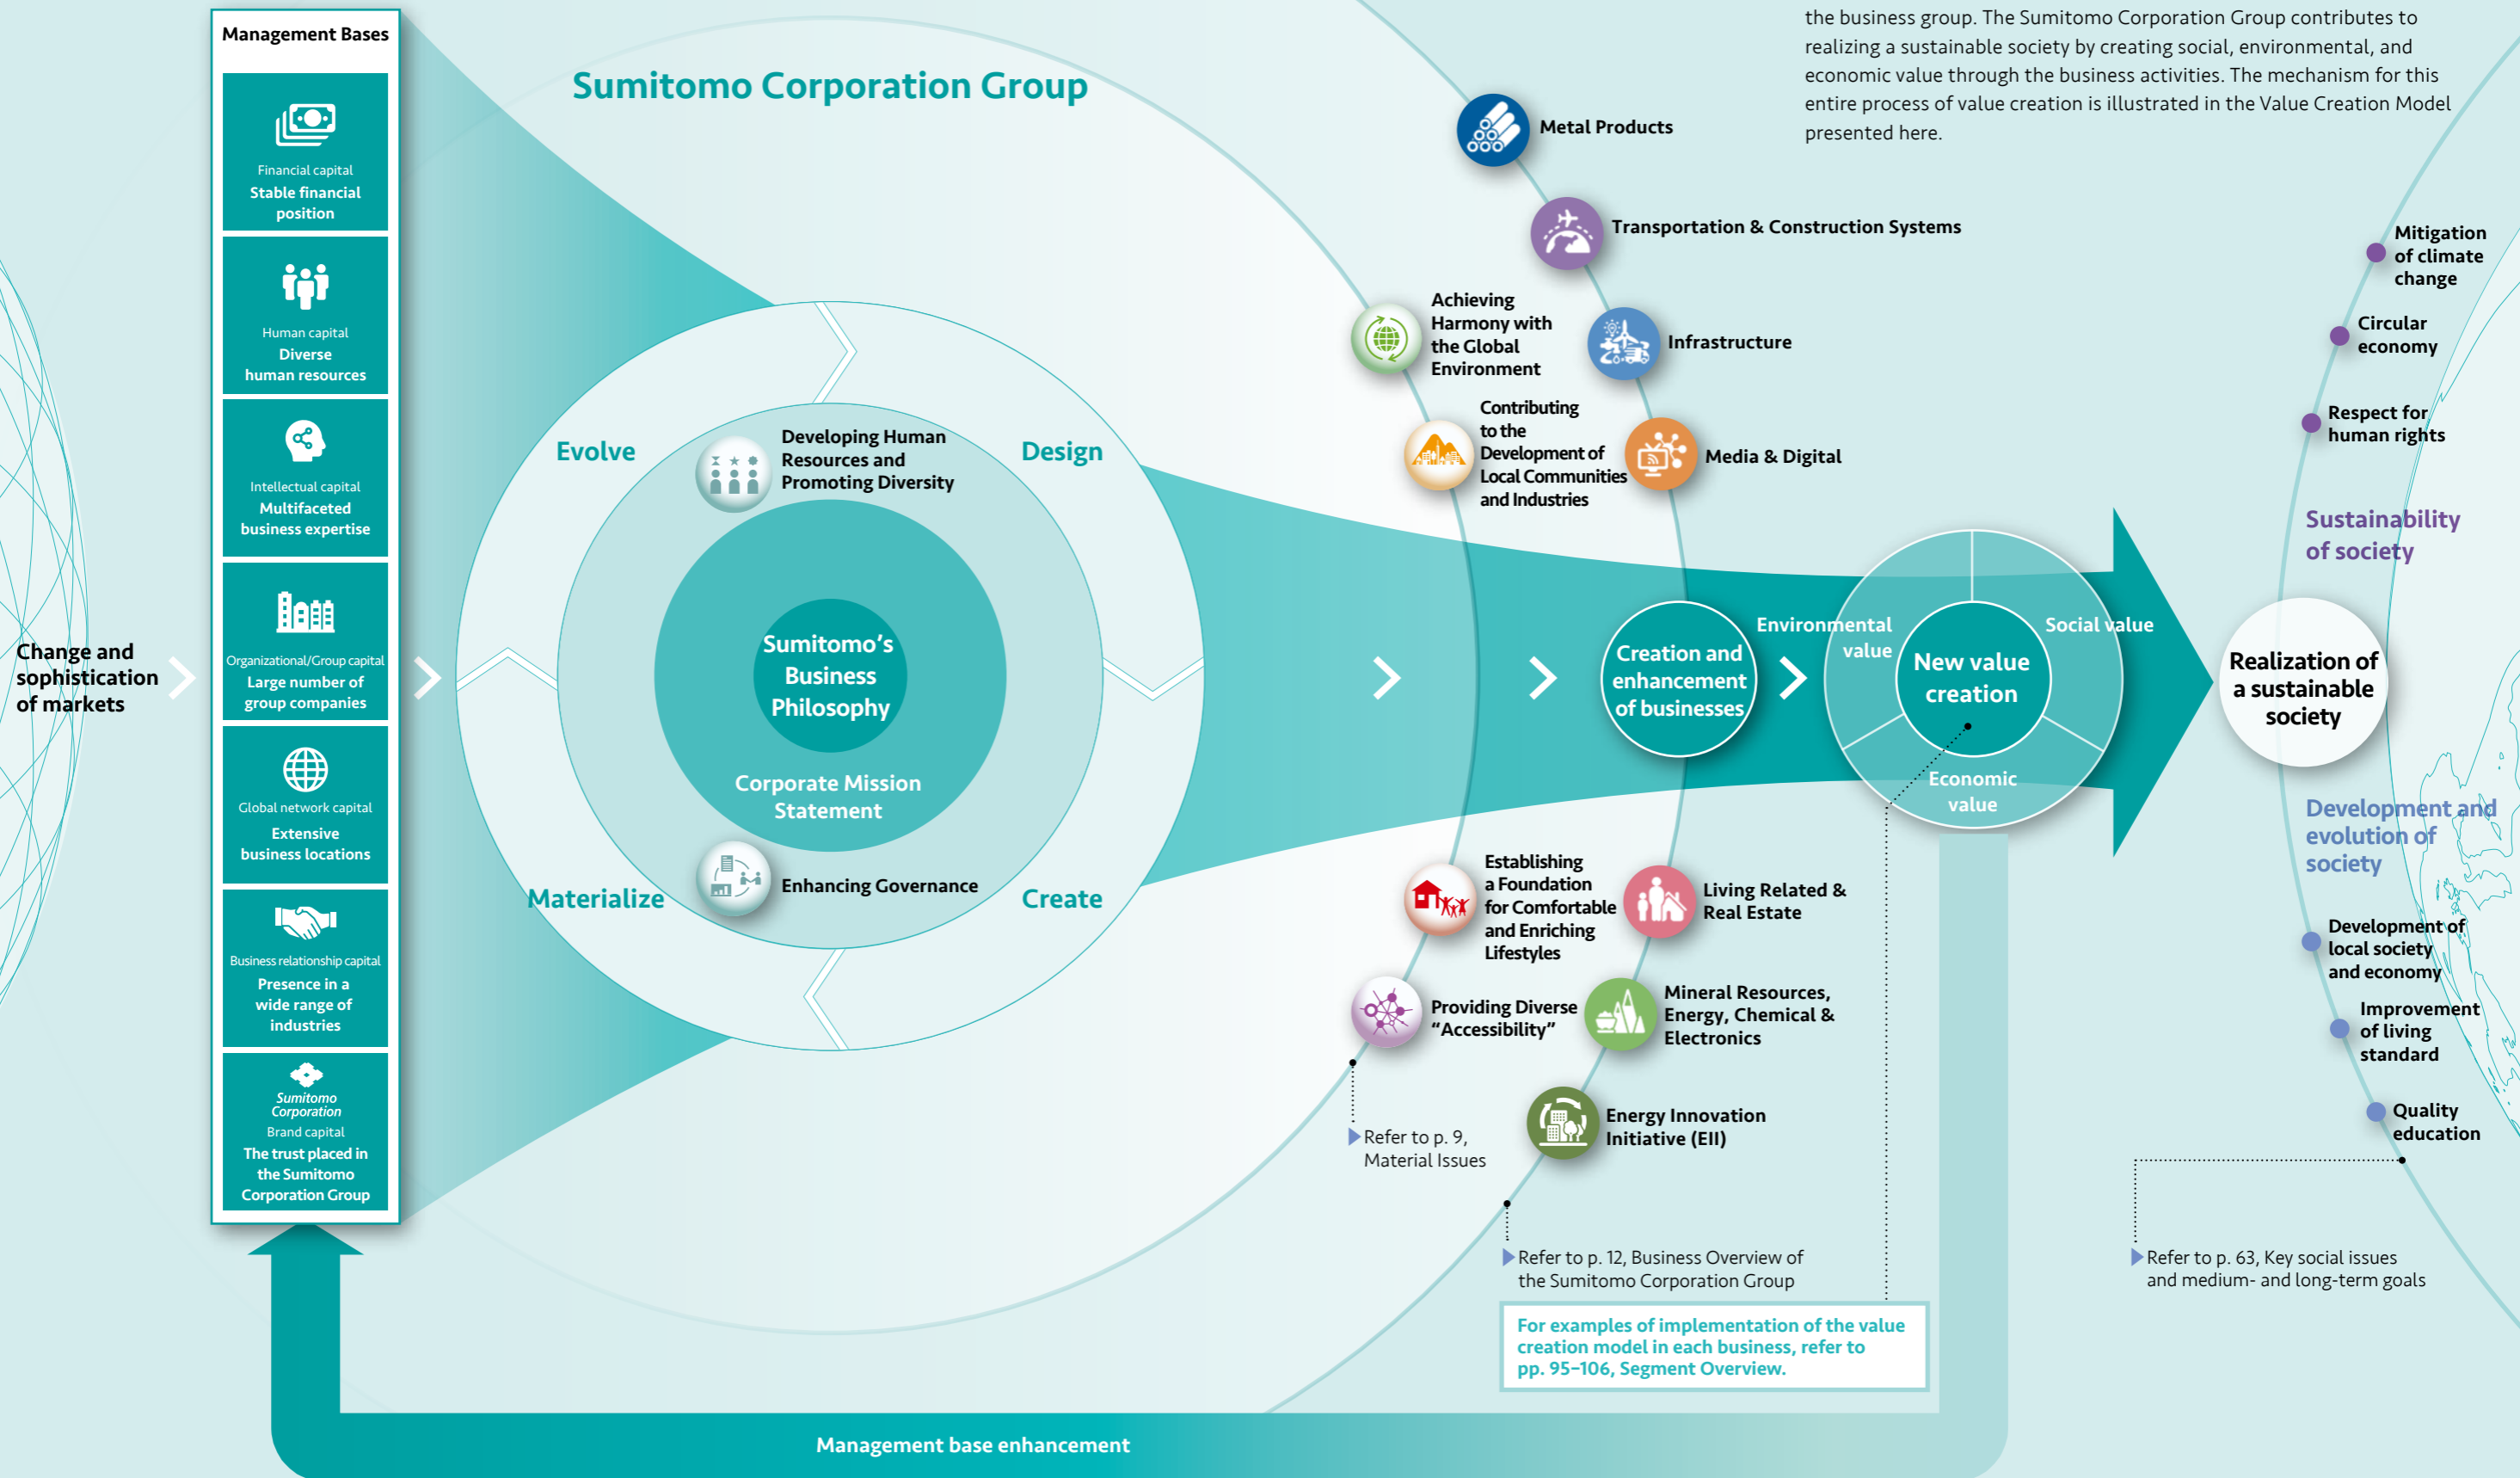 the business group. The Sumitomo Corporation Group contributes to
realizing a sustainable society by creating social, environmental, and
economic value through the business activities. The mechanism for this
entire process of value creation is illustrated in the Value Creation Model
presented here.
Change and
sophistication
of markets
Management Bases
Financial capital
Stable financial
position
Human capital
Diverse
human resources
Intellectual capital
Multifaceted
business expertise
Organizational/Group capital
Large number of
group companies
Global network capital
Extensive
business locations
Business relationship capital
Presence in a
wide range of
industries
Sumitomo
Corporation
Brand capital
The trust placed in
the Sumitomo
Corporation Group
Sumitomo Corporation Group
Evolve
Design
Materialize
Create
Developing Human
Resources and
Promoting Diversity
Sumitomo's
Business
Philosophy
Corporate Mission
Statement
Enhancing Governance
Achieving
Harmony with
the Global
Environment
Contributing
to the
Development of
Local Communities
and Industries
Establishing
a Foundation
for Comfortable
and Enriching
Lifestyles
Providing Diverse
“Accessibility”
Refer to p. 9,
Material Issues
Metal Products
Transportation & Construction Systems
Infrastructure
Media & Digital
Creation and
enhancement
of businesses
Living Related &
Real Estate
Mineral Resources,
Energy, Chemical &
Electronics
Energy Innovation
Initiative (EII)
Refer to p. 12, Business Overview of
the Sumitomo Corporation Group
Environmental
value
Social value
New value
creation
Economic
value
For examples of implementation of the value
creation model in each business, refer to
pp. 95–106, Segment Overview.
Mitigation
of climate
change
Circular
economy
Respect for
human rights
Sustainability
of society
Realization of
a sustainable
society
Development and
evolution of
society
Development of
local society
and economy
Improvement
of living
standard
Quality
education
Refer to p. 63, Key social issues
and medium- and long-term goals
Management base enhancement